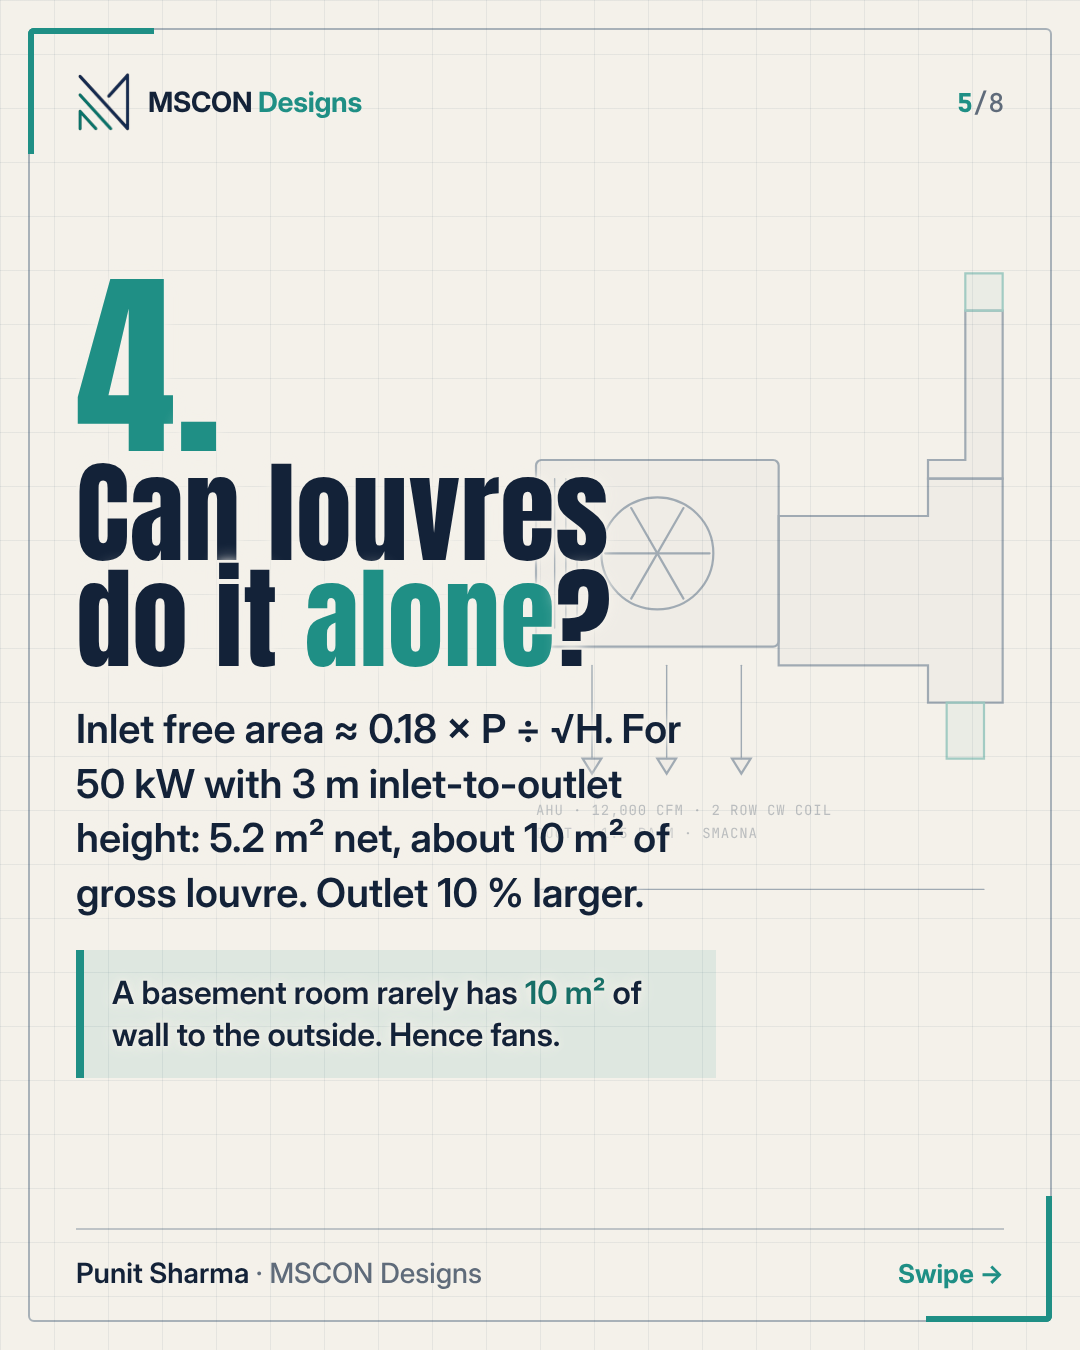 MSCON Designs
5/8
4.
Can louvres
do it alone?
Inlet free area ≈ 0.18 × P ÷ √H. For
50 kW with 3 m inlet-to-outlet
height: 5.2 m² net, about 10 m² of
gross louvre. Outlet 10 % larger.
AHU · 12,000 CFM · 2 ROW CW COIL
· SMACNA
A basement room rarely has 10 m² of
wall to the outside. Hence fans.
Punit Sharma · MSCON Designs
Swipe →